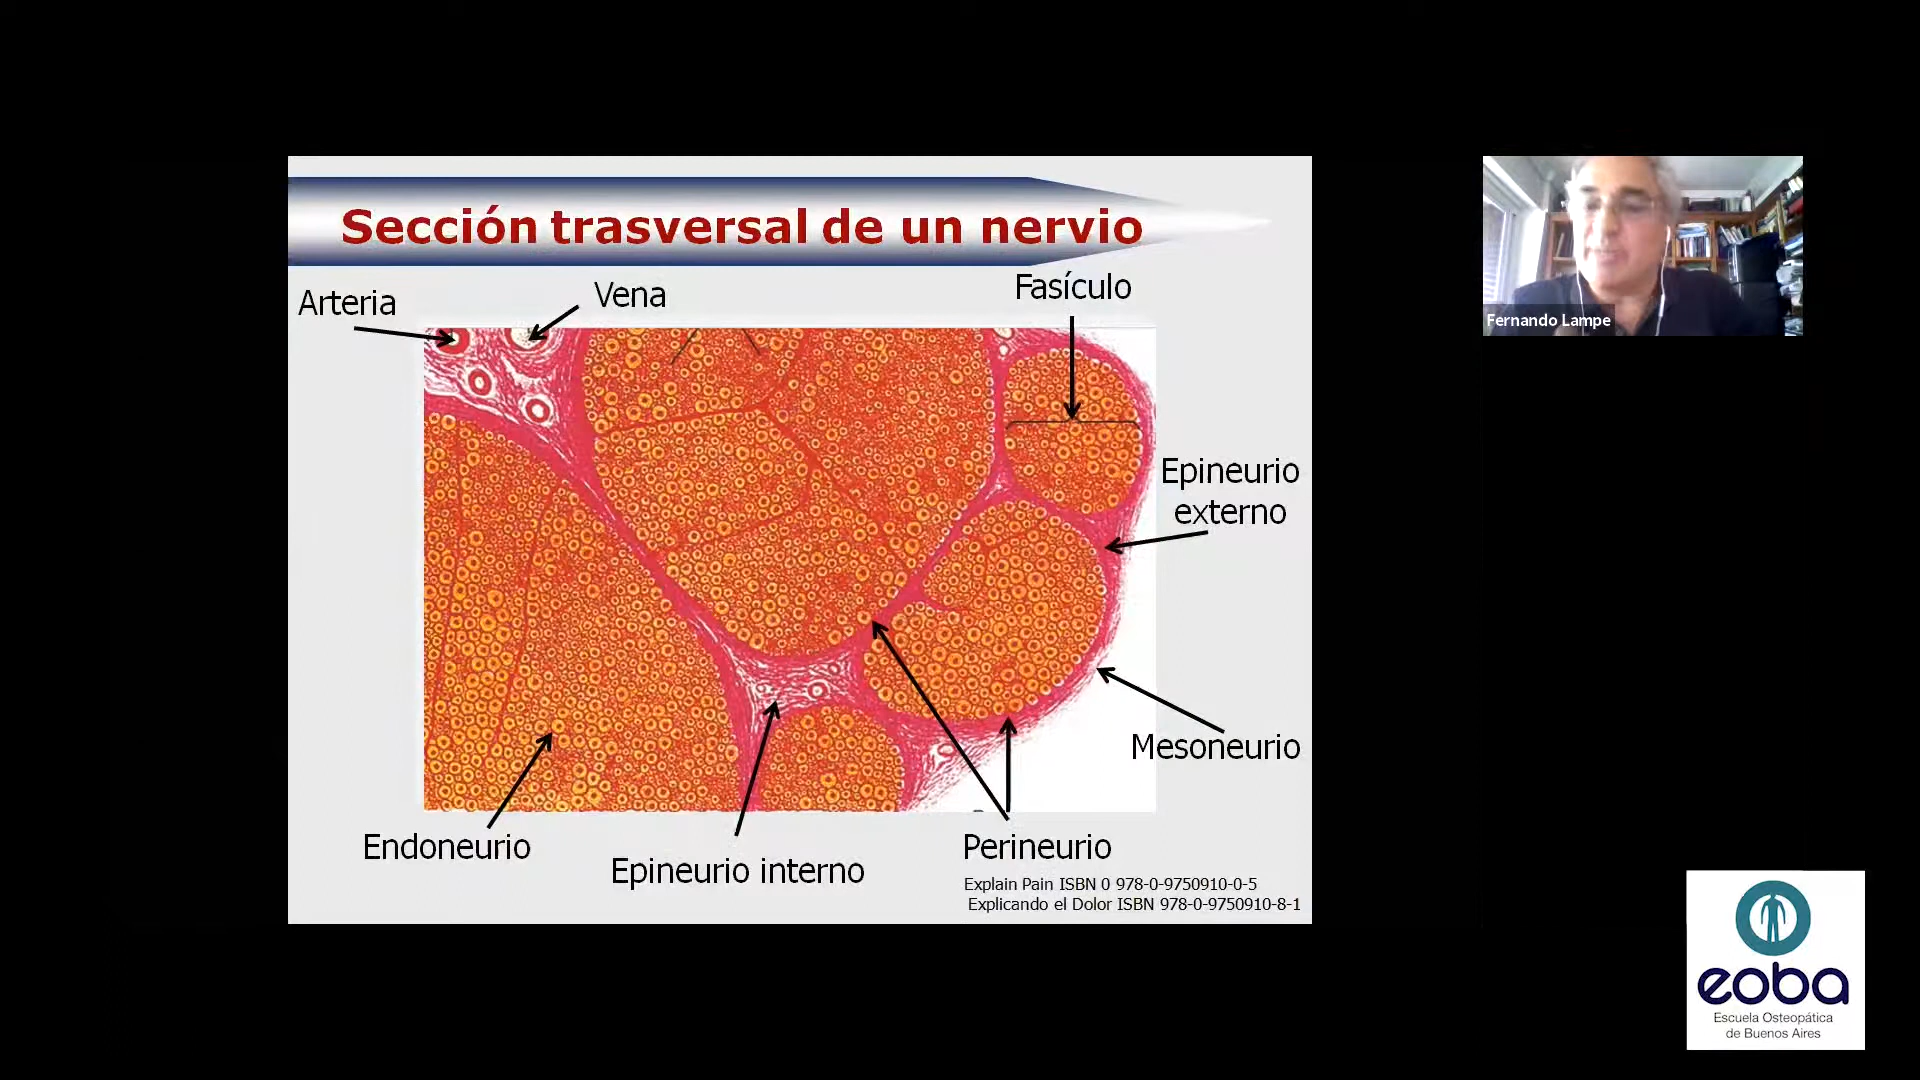 Sección trasversal de un nervio
Arteria
Vena
Fasículo
Epineurio
externo
Mesoneurio
Endoneurio
Epineurio interno
Perineurio
Explain Pain ISBN 0 978-0-9750910-0-5
Explicando el Dolor ISBN 978-0-9750910-8-1
Fernando Lampe
eoba
Escuela Osteopática
de Buenos Aires